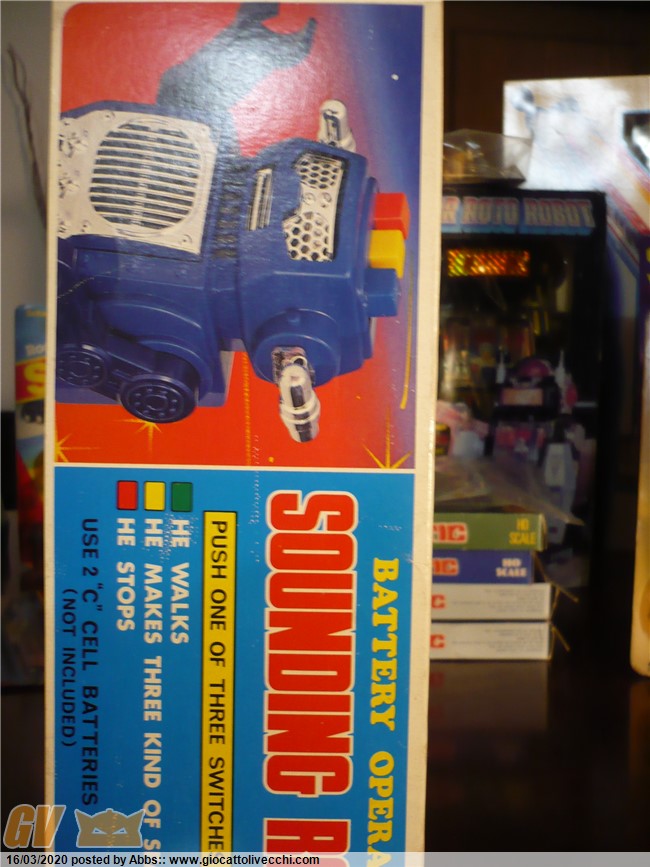 BATTERY OPERA
SOUNDING RO
PUSH ONE OF THREE SWITCHES
HE WALKS
HE MAKES THREE KIND OF S
HE STOPS
USE 2 "C" CELL BATTERIES
(NOT INCLUDED)
R ROTO ROBOT
HO
SCALE
HO
SCALE
GV
16/03/2020 posted by Abbs:: www.giocattolivecchi.com